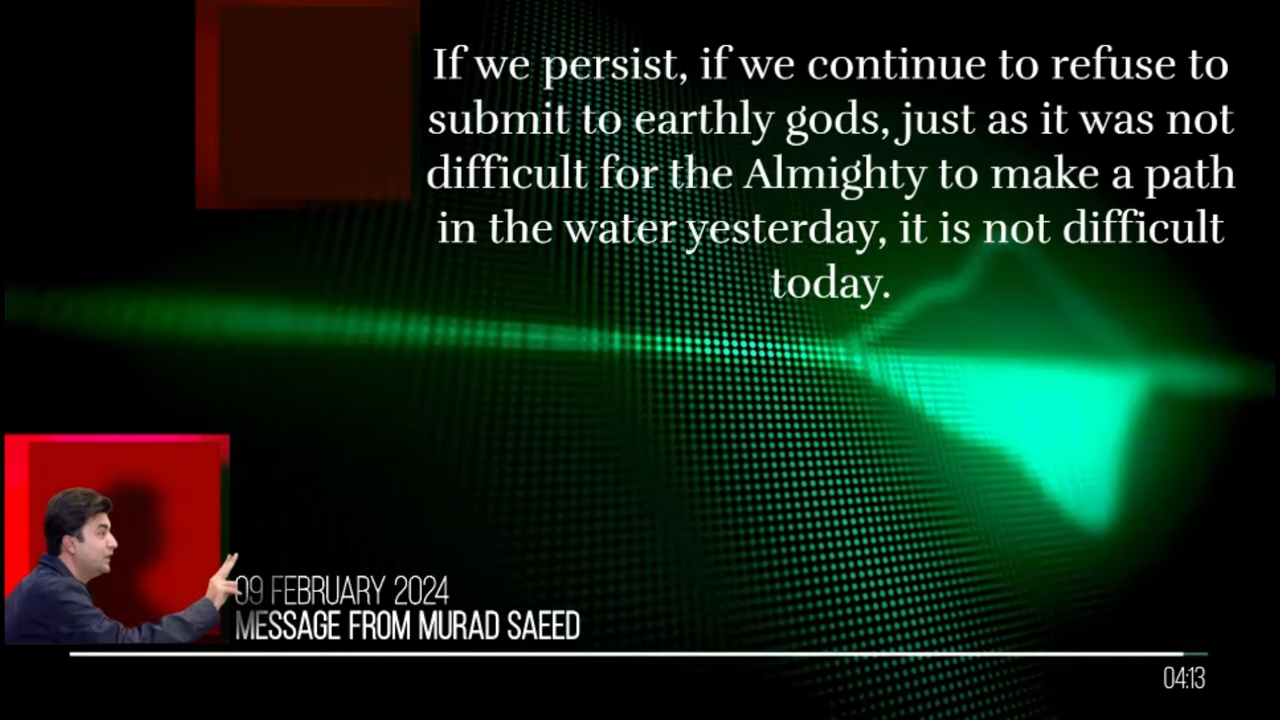 If we persist, if we continue to refuse to
submit to earthly gods, just as it was not
difficult for the Almighty to make a path
in the water yesterday, it is not difficult
today.
09 FEBRUARY 2024
MESSAGE FROM MURAD SAEED
04:13